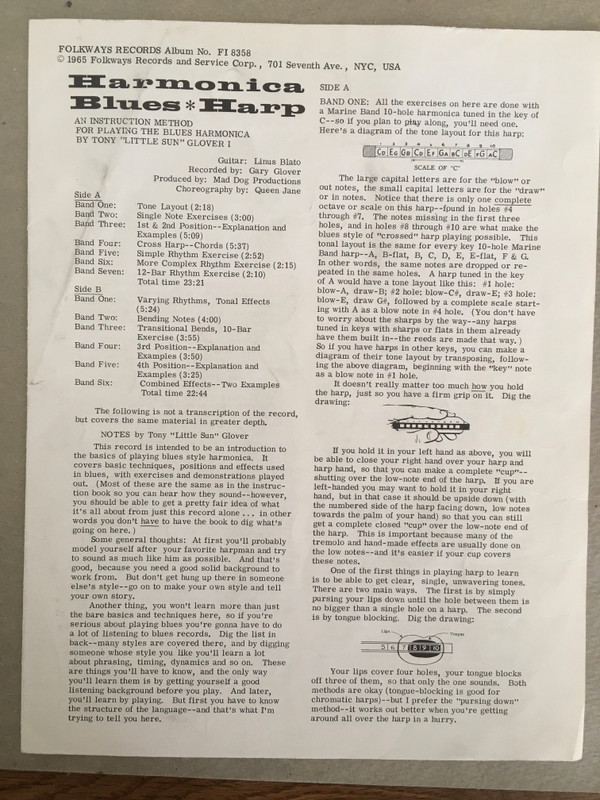 FOLKWAYS RECORDS Album No. FI 8358
© 1965 Folkways Records and Service Corp., 701 Seventh Ave., NYC, USA
Harmonica
Blues*Harp
AN INSTRUCTION METHOD
FOR PLAYING THE BLUES HARMONICA
BY TONY "LITTLE SUN" GLOVER I
Guitar: Linus Blato
Recorded by: Gary Glover
Produced by: Mad Dog Productions
Choreography by: Queen Jane
Side A
Band One: Tone Layout (2:18)
Band Two: Single Note Exercises (3:00)
Band Three: 1st & 2nd Position--Explanation and
Examples (5:09)
Band Four: Cross Harp--Chords (5:37)
Band Five: Simple Rhythm Exercise (2:52)
Band Six: More Complex Rhythm Exercise (2:15)
Band Seven: 12-Bar Rhythm Exercise (2:10)
Total time 23:21
Side B
Band One: Varying Rhythms, Tonal Effects
(5:24)
Band Two: Bending Notes (4:00)
Band Three: Transitional Bends, 10-Bar
Exercise (3:55)
Band Four: 3rd Position--Explanation and
Examples (3:50)
Band Five: 4th Position--Explanation and
Examples (3:25)
Band Six: Combined Effects--Two Examples
Total time 22:44
The following is not a transcription of the record,
but covers the same material in greater depth.
NOTES by Tony "Little Sun" Glover
This record is intended to be an introduction to
the basics of playing blues style harmonica. It
covers basic techniques, positions and effects used
in blues, with exercises and demonstrations played
out. (Most of these are the same as in the instruc-
tion book so you can hear how they sound--however,
you should be able to get a pretty fair idea of what
it's all about from just this record alone ... in other
words you don't have to have the book to dig what's
going on here.)
Some general thoughts: At first you'll probably
model yourself after your favorite harpman and try
to sound as much like him as possible. And that's
good, because you need a good solid background to
work from. But don't get hung up there in someone
else's style--go on to make your own style and tell
your own story.
Another thing, you won't learn more than just
the bare basics and techniques here, so if you're
serious about playing blues you're gonna have to do
a lot of listening to blues records. Dig the list in
back--many styles are covered there, and by digging
someone whose style you like you'll learn a lot
about phrasing, timing, dynamics and so on. These
are things you'll have to know, and the only way
you'll learn them is by getting yourself a good
listening background before you play. And later,
you'll learn by playing. But first you have to know
the structure of the language--and that's what I'm
trying to tell you here.
SIDE A
BAND ONE: All the exercises on here are done with
a Marine Band 10-hole harmonica tuned in the key of
C--so if you plan to play along, you'll need one.
Here's a diagram of the tone layout for this harp:
1 2 3 4 5 6 7 8 9 10
CD EG GB CD EF GA BC DE FG AC
SCALE OF "C"
The large capital letters are for the "blow" or
out notes, the small capital letters are for the "draw"
or in notes. Notice that there is only one complete
octave or scale on this harp--found in holes #4
through #7. The notes missing in the first three
holes, and in holes #8 through #10 are what make the
blues style of "crossed" harp playing possible. This
tonal layout is the same for every key 10-hole Marine
Band harp--A, B-flat, B, C, D, E, E-flat, F & G.
In other words, the same notes are dropped or re-
peated in the same holes. A harp tuned in the key
of A would have a tone layout like this: #1 hole:
blow-A, draw-B; #2 hole: blow-C#, draw-E; #3 hole:
blow-E, draw G#, followed by a complete scale start-
ing with A as a blow note in #4 hole. (You don't have
to worry about the sharps by the way--any harps
tuned in keys with sharps or flats in them already
have them built in--the reeds are made that way.)
So if you have harps in other keys, you can make a
diagram of their tone layout by transposing, follow-
ing the above diagram, beginning with the "key" note
as a blow note in #1 hole.
It doesn't really matter too much how you hold
the harp, just so you have a firm grip on it. Dig the
drawing:
If you hold it in your left hand as above, you will
be able to close your right hand over your harp and
harp hand, so that you can make a complete "cup"--
shutting over the low-note end of the harp. If you are
left-handed you may want to hold it in your right
hand, but in that case it should be upside down (with
the numbered side of the harp facing down, low notes
towards the palm of your hand) so that you can still
get a complete closed "cup" over the low-note end of
the harp. This is important because many of the
tremolo and hand-made effects are usually done on
the low notes--and it's easier if your cup covers
these notes.
One of the first things in playing harp to learn
is to be able to get clear, single, unwavering tones.
There are two main ways. The first is by simply
pursing your lips down until the hole between them is
no bigger than a single hole on a harp. The second
is by tongue blocking. Dig the drawing:
Lips Tongue
5 6 7 8 9 10
Your lips cover four holes, your tongue blocks
off three of them, so that only the one sounds. Both
methods are okay (tongue-blocking is good for
chromatic harps)--but I prefer the "pursing down"
method--it works out better when you're getting
around all over the harp in a hurry.